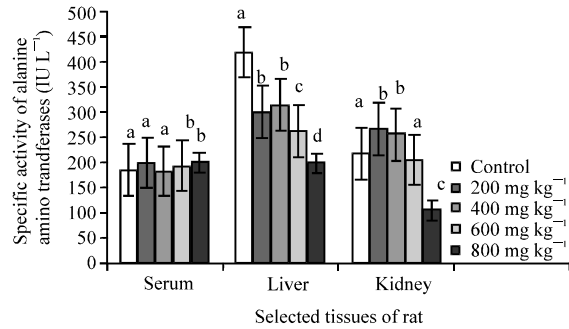 Specific activity of alanine
amino trandferases (IU L⁻¹)
500
450
400
350
300
250
200
150
100
50
0
a a a b b
a b b c d
a b b a c
Serum Liver Kidney
Selected tissues of rat
Control
200 mg kg⁻¹
400 mg kg⁻¹
600 mg kg⁻¹
800 mg kg⁻¹